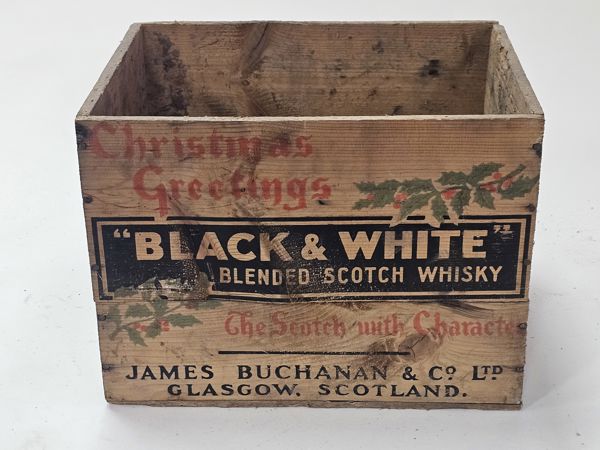 Christmas
Greetings
"BLACK & WHITE"
BLENDED SCOTCH WHISKY
The Scotch with Characte
JAMES BUCHANAN & Cº LTD
GLASGOW, SCOTLAND.